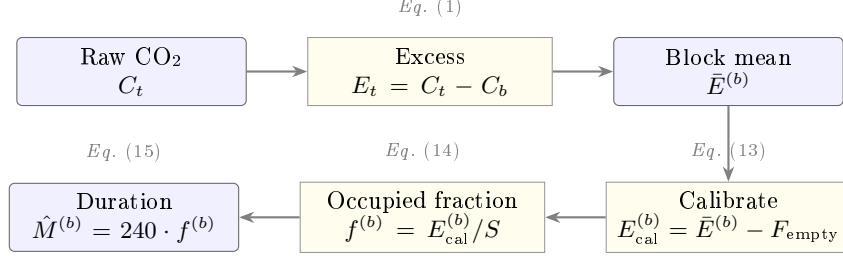 Eq. (1)
Raw CO₂
C_t
Excess
E_t = C_t − C_b
Block mean
Ē^(b)
Eq. (15)
Eq. (14)
Eq. (13)
Duration
M̂^(b) = 240 · f^(b)
Occupied fraction
f^(b) = E_cal^(b)/S
Calibrate
E_cal^(b) = Ē^(b) − F_empty